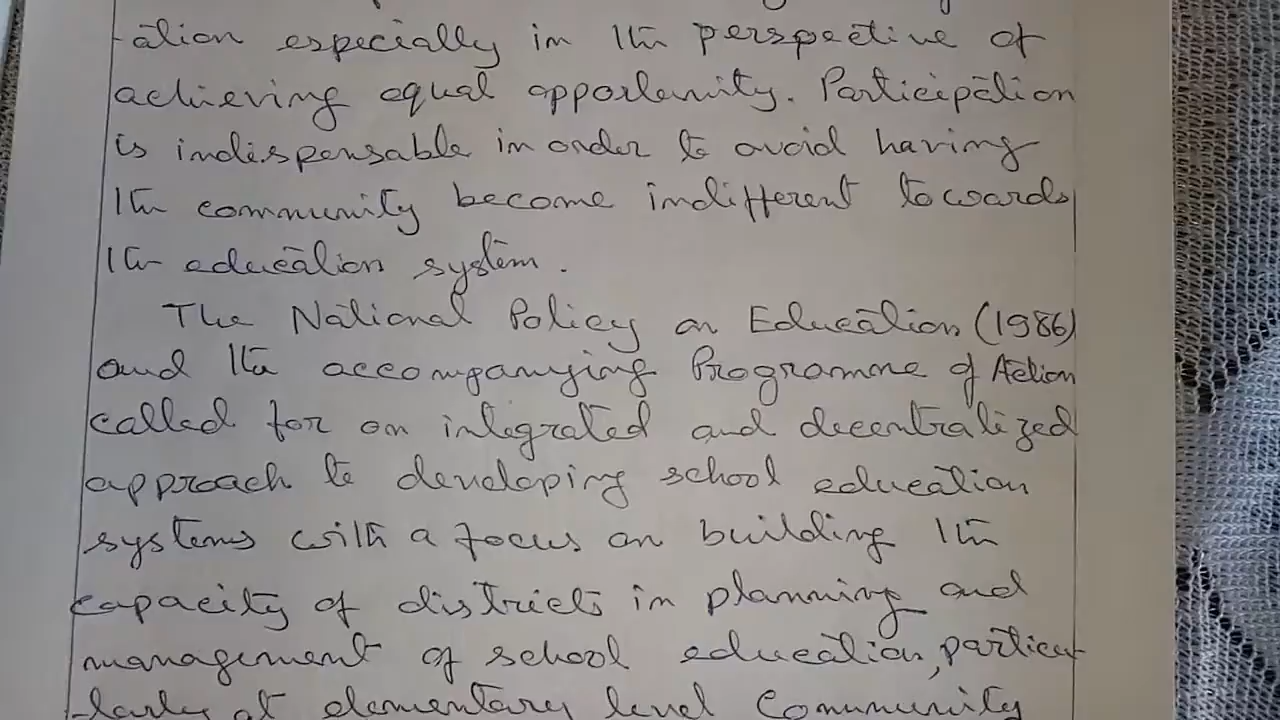 -ation especially in the perspective of
achieving equal opportunity. Participation
is indispensable in order to avoid having
the community become indifferent towards
the education system.
The National Policy on Education (1986)
and the accompanying Programme of Action
called for an integrated and decentralized
approach to developing school education
systems with a focus on building the
capacity of districts in planning and
management of school education, particu-
-larly at elementary level Community